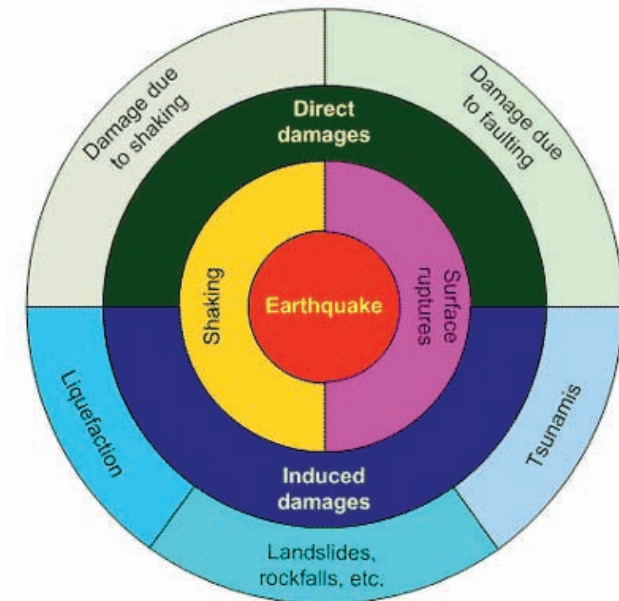 Damage due
to shaking
Damage due
to faulting
Direct
damages
Shaking
Earthquake
Surface
ruptures
Liquefaction
Induced
damages
Tsunamis
Landslides,
rockfalls, etc.